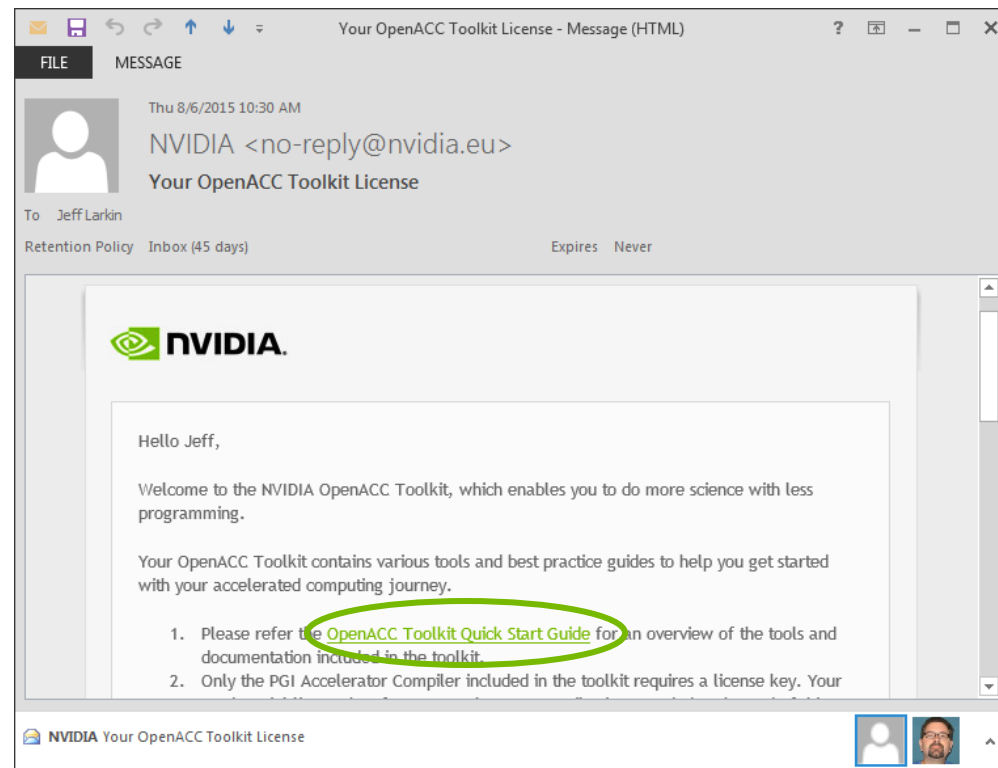 Your OpenACC Toolkit License - Message (HTML)
?
FILE MESSAGE
Thu 8/6/2015 10:30 AM
NVIDIA <no-reply@nvidia.eu>
Your OpenACC Toolkit License
To Jeff Larkin
Retention Policy Inbox (45 days) Expires Never
NVIDIA.
Hello Jeff,
Welcome to the NVIDIA OpenACC Toolkit, which enables you to do more science with less
programming.
Your OpenACC Toolkit contains various tools and best practice guides to help you get started
with your accelerated computing journey.
1. Please refer the OpenACC Toolkit Quick Start Guide for an overview of the tools and
documentation included in the toolkit.
2. Only the PGI Accelerator Compiler included in the toolkit requires a license key. Your
NVIDIA Your OpenACC Toolkit License